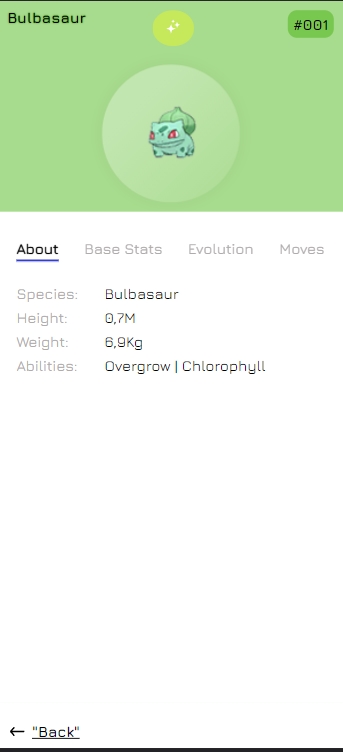 Bulbasaur
#001
About Base Stats Evolution Moves
Species: Bulbasaur
Height: 0,7M
Weight: 6,9Kg
Abilities: Overgrow | Chlorophyll
← "Back"